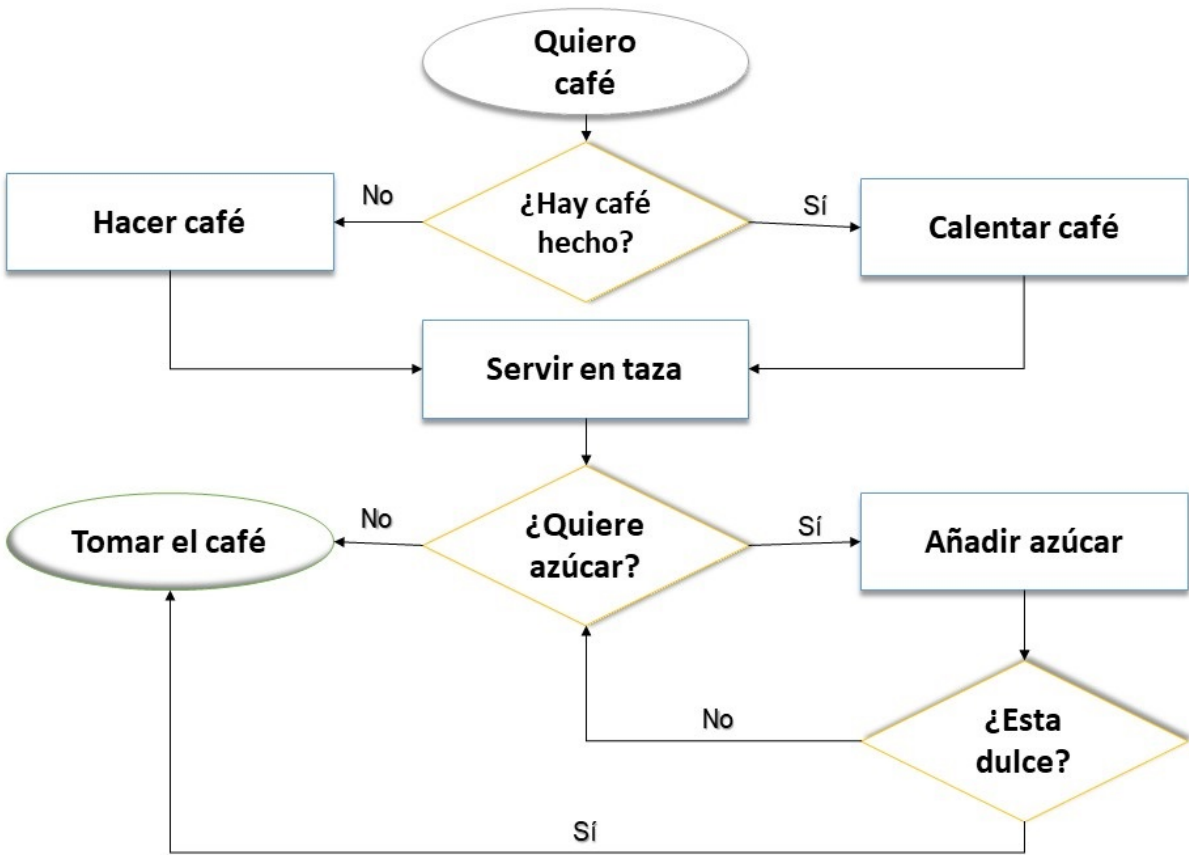 Quiero
café
No
¿Hay café
hecho?
Sí
Hacer café
Calentar café
Servir en taza
Tomar el café
No
¿Quiere
azúcar?
Sí
Añadir azúcar
No
¿Esta
dulce?
Sí